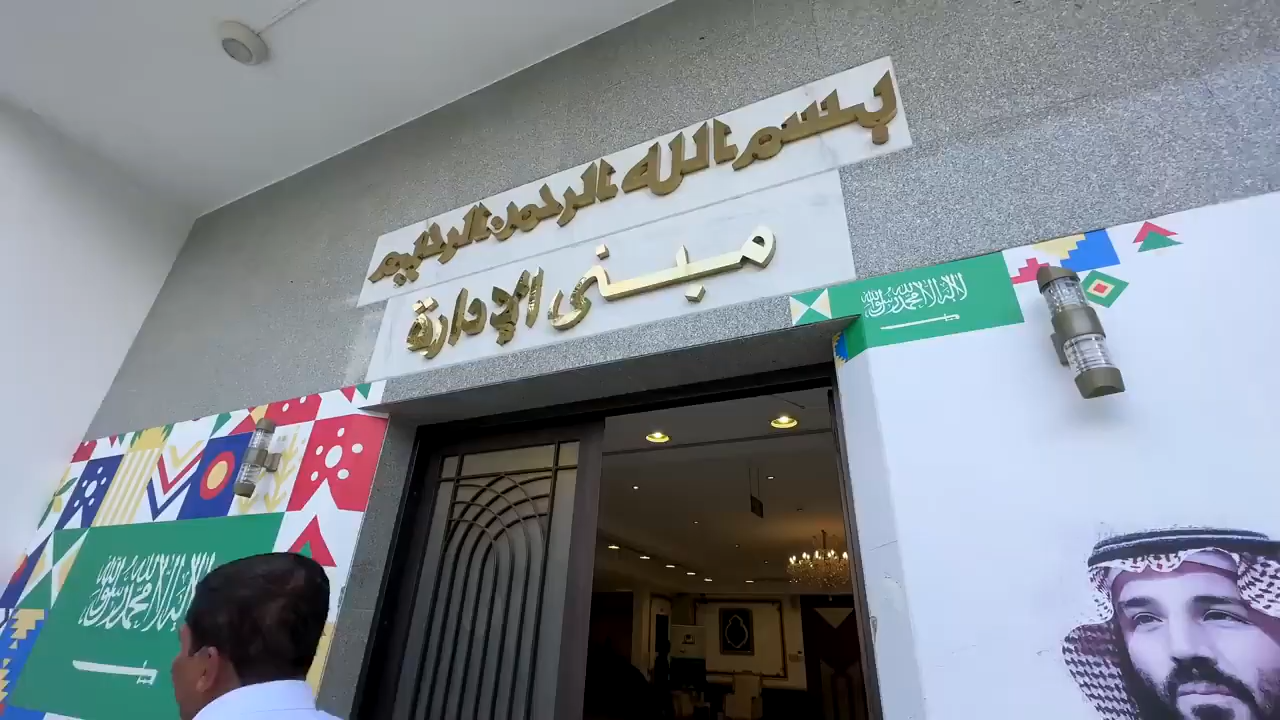 بسم الله الرحمن الرحيم
مبنى الإدارة
لا إله إلا الله محمد رسول الله
لا إله إلا الله محمد رسول الله